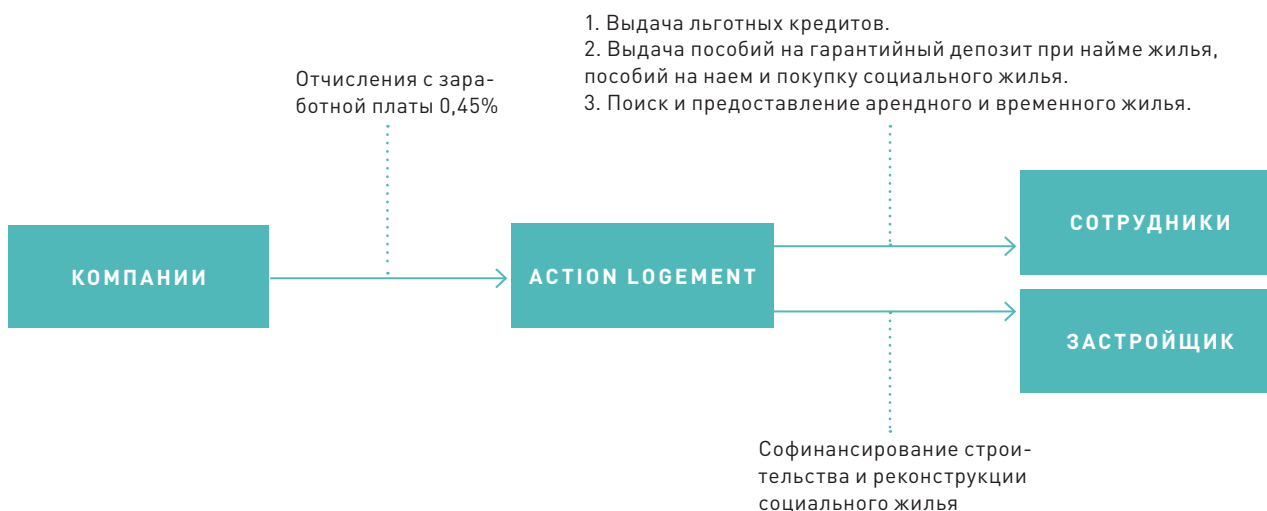 1. Выдача льготных кредитов.
2. Выдача пособий на гарантийный депозит при найме жилья,
пособий на наем и покупку социального жилья.
3. Поиск и предоставление арендного и временного жилья.
Отчисления с зара-
ботной платы 0,45%
СОТРУДНИКИ
КОМПАНИИ
ACTION LOGEMENT
ЗАСТРОЙЩИК
Софинансирование строи-
тельства и реконструкции
социального жилья